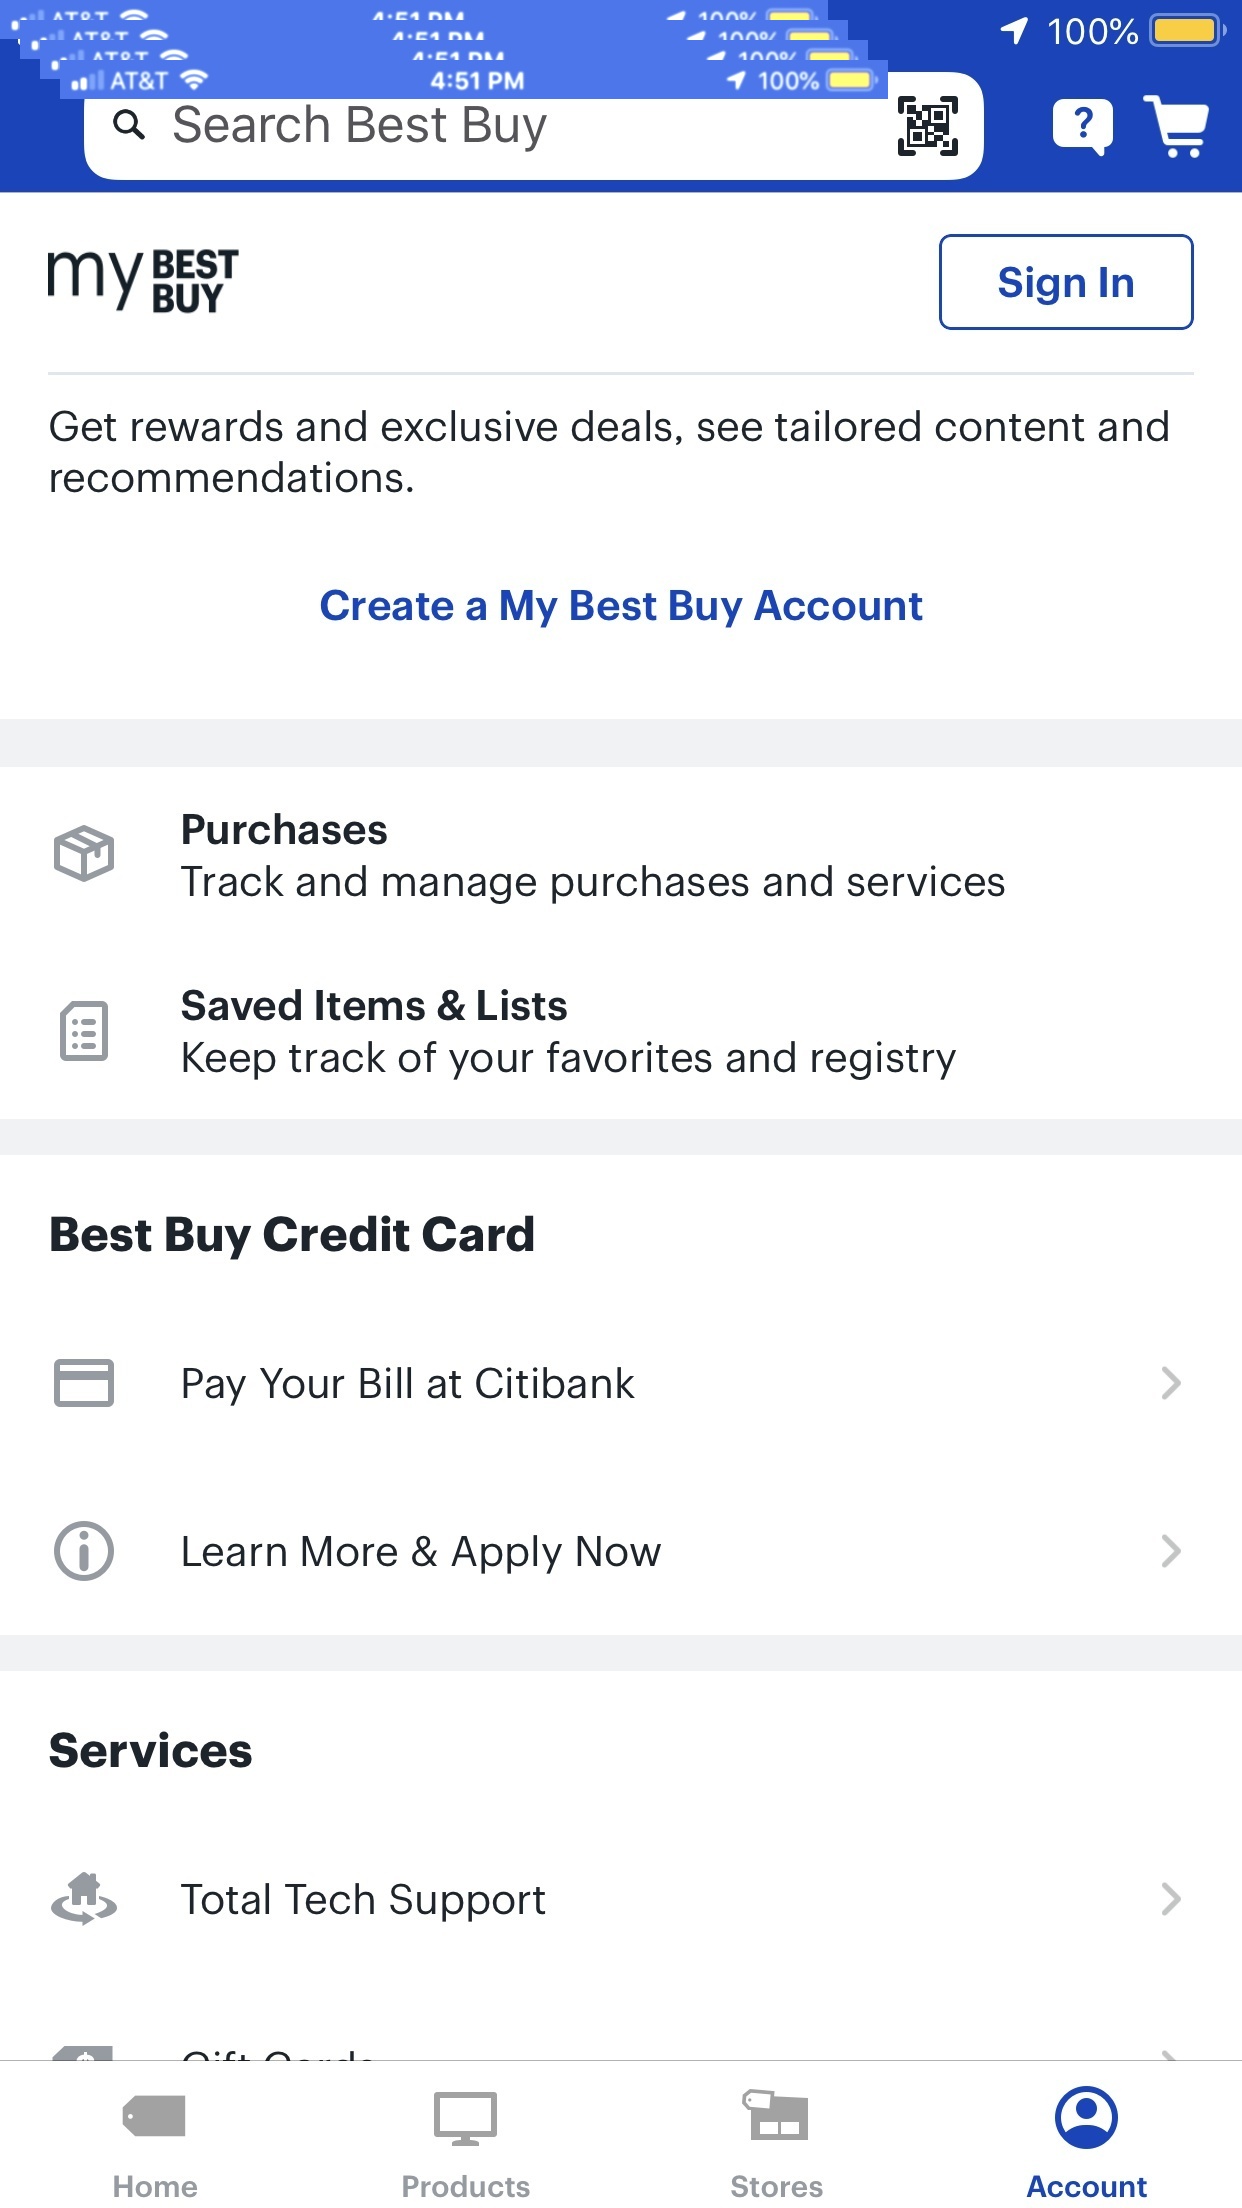 AT&T 4:51 PM 100%
AT&T 4:51 PM 100%
AT&T 4:51 PM 100%
AT&T 4:51 PM 100%
100%
Search Best Buy
?
my BEST BUY
Sign In
Get rewards and exclusive deals, see tailored content and
recommendations.
Create a My Best Buy Account
Purchases
Track and manage purchases and services
Saved Items & Lists
Keep track of your favorites and registry
Best Buy Credit Card
Pay Your Bill at Citibank
Learn More & Apply Now
Services
Total Tech Support
Gift Cards
Home Products Stores Account